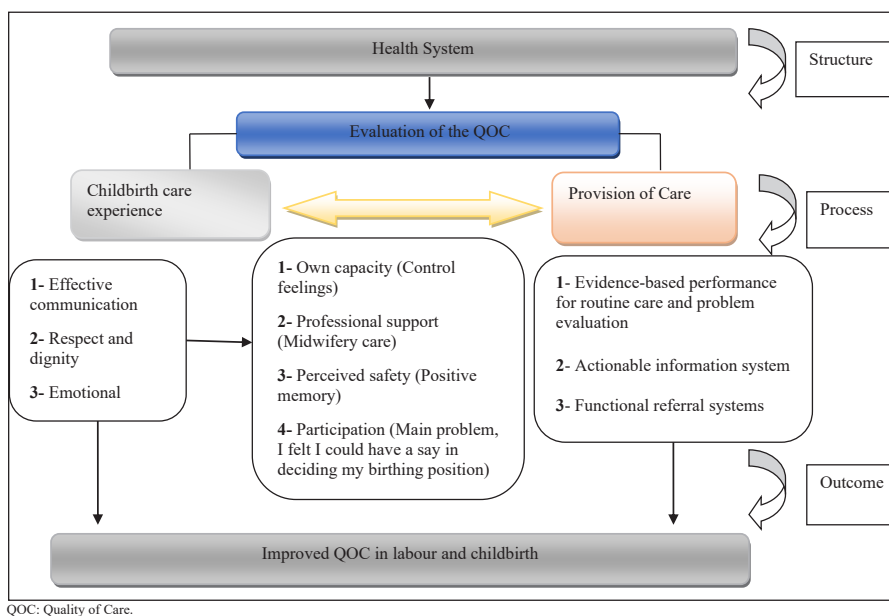 Health System
Structure
Evaluation of the QOC
Childbirth care
experience
Provision of Care
Process
1- Effective
communication
2- Respect and
dignity
3- Emotional
1- Own capacity (Control
feelings)
2- Professional support
(Midwifery care)
3- Perceived safety (Positive
memory)
4- Participation (Main problem,
I felt I could have a say in
deciding my birthing position)
1- Evidence-based performance
for routine care and problem
evaluation
2- Actionable information system
3- Functional referral systems
Outcome
Improved QOC in labour and childbirth
QOC: Quality of Care.